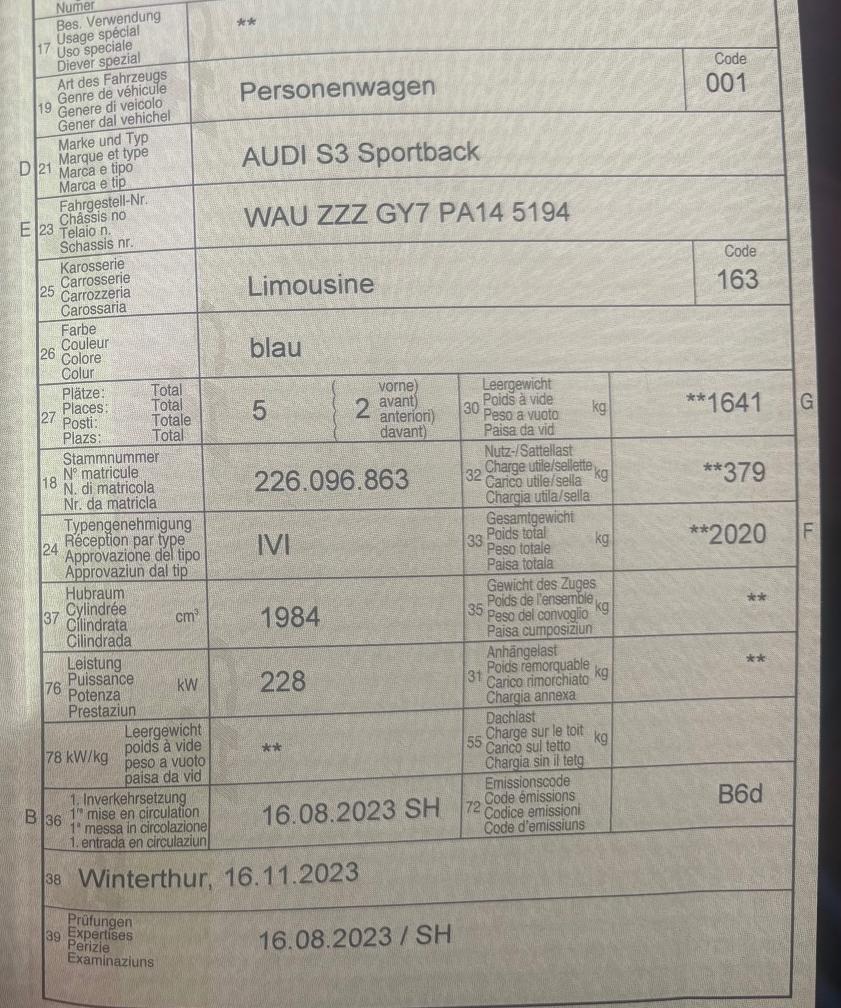 Numer
17 Bes. Verwendung
Usage spécial
Uso speciale
Diever spezial
**
19 Art des Fahrzeugs
Genre de véhicule
Genere di veicolo
Gener dal vehichel
Personenwagen
Code
001
D 21 Marke und Typ
Marque et type
Marca e tipo
Marca e tip
AUDI S3 Sportback
E 23 Fahrgestell-Nr.
Châssis no
Telaio n.
Schassis nr.
WAU ZZZ GY7 PA14 5194
25 Karosserie
Carrosserie
Carrozzeria
Carossaria
Limousine
Code
163
26 Farbe
Couleur
Colore
Colur
blau
27 Plätze: Total
Places: Total
Posti: Totale
Plazs: Total
5
( 2 vorne)
( avant)
( anteriori)
( davant)
30 Leergewicht
Poids à vide
Peso a vuoto
Paisa da vid
kg
**1641
G
18 Stammnummer
N° matricule
N. di matricola
Nr. da matricla
226.096.863
32 Nutz-/Sattellast
Charge utile/sellette
Carico utile/sella
Chargia utila/sella
kg
**379
24 Typengenehmigung
Réception par type
Approvazione del tipo
Approvaziun dal tip
IVI
33 Gesamtgewicht
Poids total
Peso totale
Paisa totala
kg
**2020
F
37 Hubraum
Cylindrée
Cilindrata
Cilindrada
cm³
1984
35 Gewicht des Zuges
Poids de l'ensemble
Peso del convoglio
Paisa cumposiziun
kg
**
76 Leistung
Puissance
Potenza
Prestaziun
kW
228
31 Anhängelast
Poids remorquable
Carico rimorchiato
Chargia annexa
kg
**
78 kW/kg Leergewicht
poids à vide
peso a vuoto
paisa da vid
**
55 Dachlast
Charge sur le toit
Carico sul tetto
Chargia sin il tetg
kg
B 36 1. Inverkehrsetzung
1re mise en circulation
1a messa in circolazione
1. entrada en circulaziun
16.08.2023 SH
72 Emissionscode
Code émissions
Codice emissioni
Code d'emissiuns
B6d
38 Winterthur, 16.11.2023
39 Prüfungen
Expertises
Perizie
Examinaziuns
16.08.2023 / SH